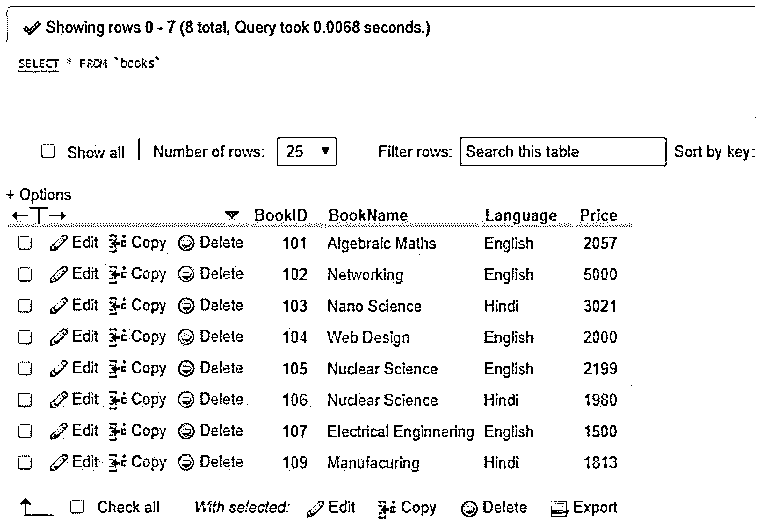 Showing rows 0 - 7 (8 total, Query took 0.0068 seconds.)
SELECT * FROM `books`
Show all Number of rows: 25 Filter rows: Search this table Sort by key:
+ Options
←T→ BookID BookName Language Price
Edit Copy Delete 101 Algebraic Maths English 2057
Edit Copy Delete 102 Networking English 5000
Edit Copy Delete 103 Nano Science Hindi 3021
Edit Copy Delete 104 Web Design English 2000
Edit Copy Delete 105 Nuclear Science English 2199
Edit Copy Delete 106 Nuclear Science Hindi 1980
Edit Copy Delete 107 Electrical Enginnering English 1500
Edit Copy Delete 109 Manufacuring Hindi 1813
Check all With selected: Edit Copy Delete Export